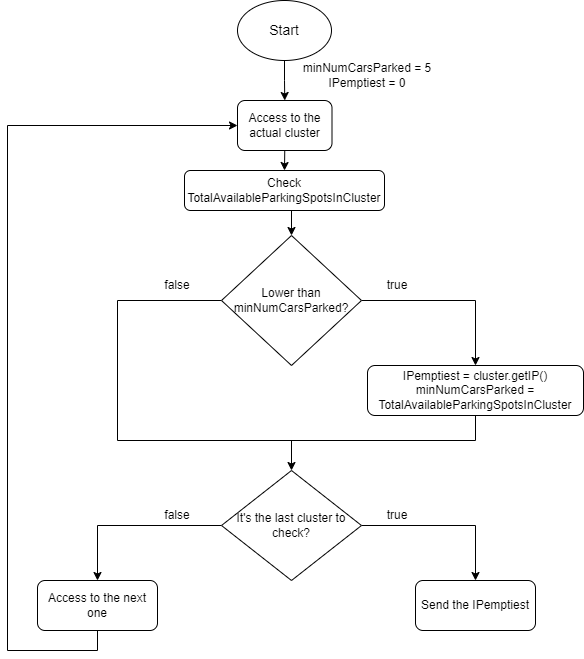 Start
minNumCarsParked = 5
IPemptiest = 0
Access to the
actual cluster
Check
TotalAvailableParkingSpotsInCluster
false
true
Lower than
minNumCarsParked?
IPemptiest = cluster.getIP()
minNumCarsParked =
TotalAvailableParkingSpotsInCluster
false
true
It's the last cluster to
check?
Access to the next
one
Send the IPemptiest